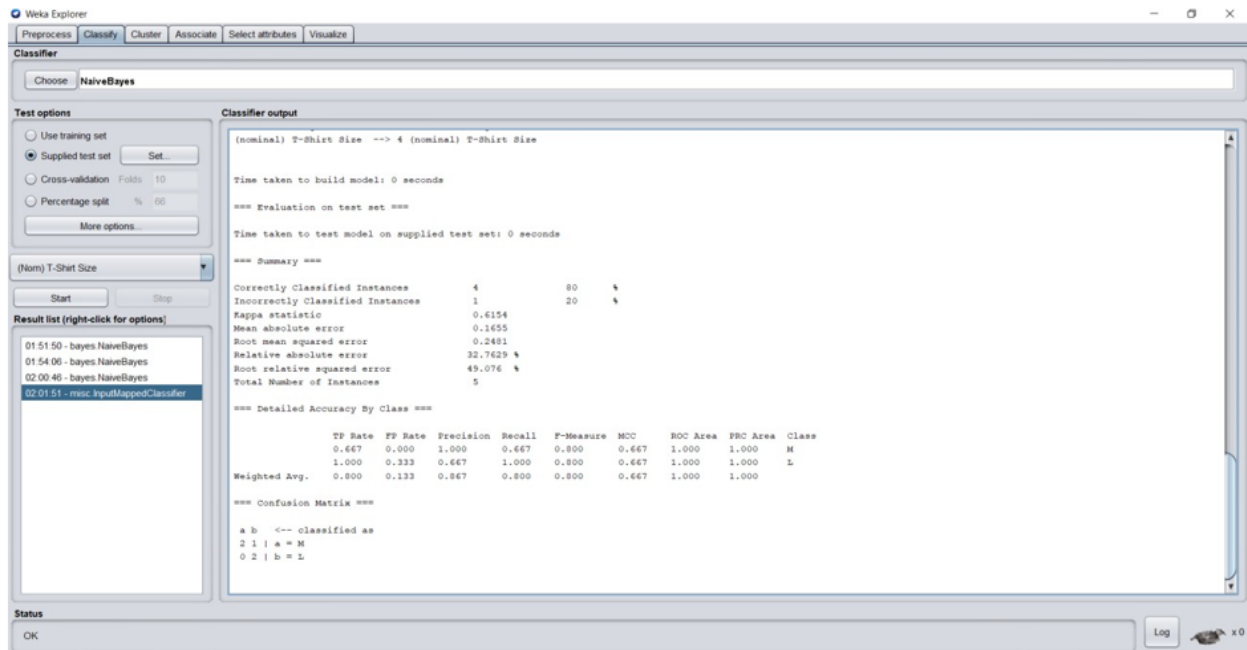 Weka Explorer
Preprocess Classify Cluster Associate Select attributes Visualize
Classifier
Choose NaiveBayes
Test options
Use training set
Supplied test set Set...
Cross-validation Folds 10
Percentage split % 66
More options...
(Nom) T-Shirt Size
Start Stop
Result list (right-click for options)
01:51:50 - bayes.NaiveBayes
01:54:06 - bayes.NaiveBayes
02:00:46 - bayes.NaiveBayes
02:01:51 - misc.InputMappedClassifier
Classifier output
(nominal) T-Shirt Size --> 4 (nominal) T-Shirt Size
Time taken to build model: 0 seconds
=== Evaluation on test set ===
Time taken to test model on supplied test set: 0 seconds
=== Summary ===
Correctly Classified Instances 4 80 %
Incorrectly Classified Instances 1 20 %
Kappa statistic 0.6154
Mean absolute error 0.1655
Root mean squared error 0.2481
Relative absolute error 32.7629 %
Root relative squared error 49.076 %
Total Number of Instances 5
=== Detailed Accuracy By Class ===
TP Rate FP Rate Precision Recall F-Measure MCC ROC Area PRC Area Class
0.667 0.000 1.000 0.667 0.800 0.667 1.000 1.000 M
1.000 0.333 0.667 1.000 0.800 0.667 1.000 1.000 L
Weighted Avg. 0.800 0.133 0.867 0.800 0.800 0.667 1.000 1.000
=== Confusion Matrix ===
a b <-- classified as
2 1 | a = M
0 2 | b = L
Status
OK
Log x 0